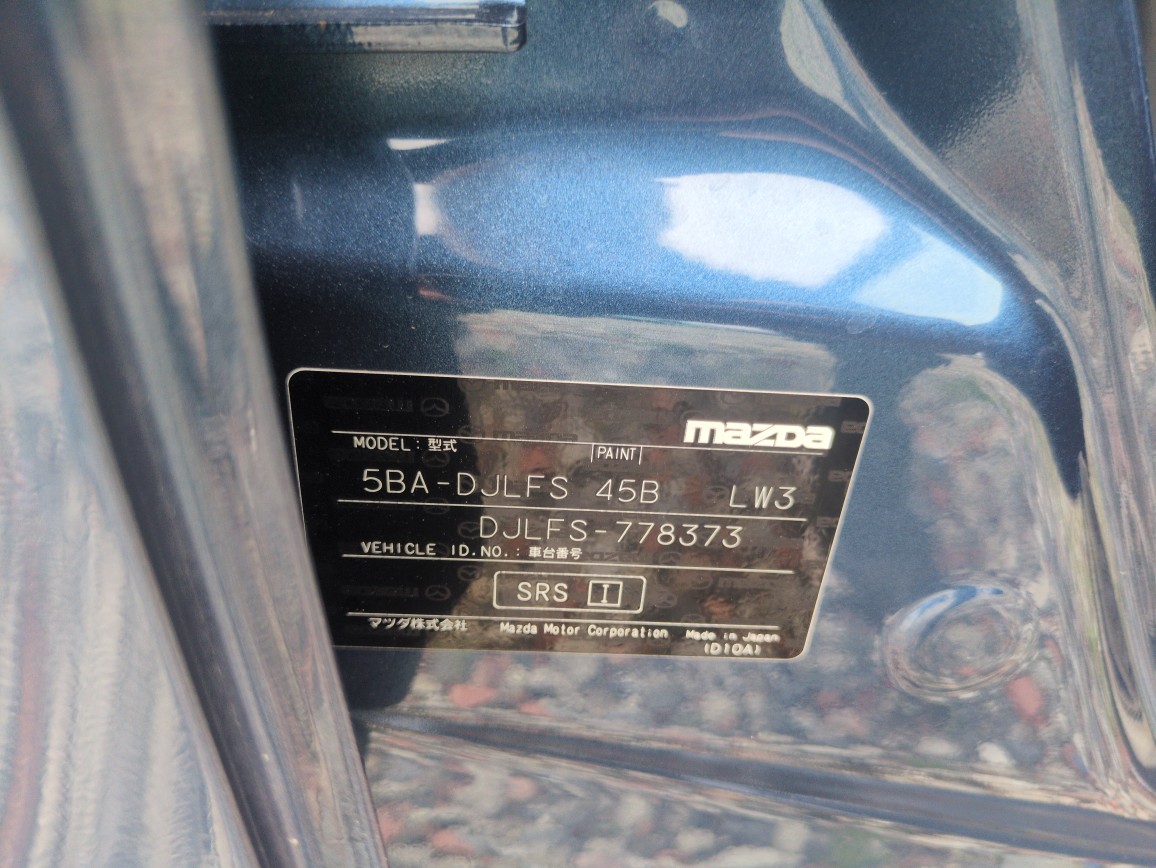 mazda
MODEL : 型式 PAINT
5BA-DJLFS 45B LW3
DJLFS-778373
VEHICLE ID.NO. : 車台番号
SRS I
マツダ株式会社 Mazda Motor Corporation Made in Japan
(D10A)